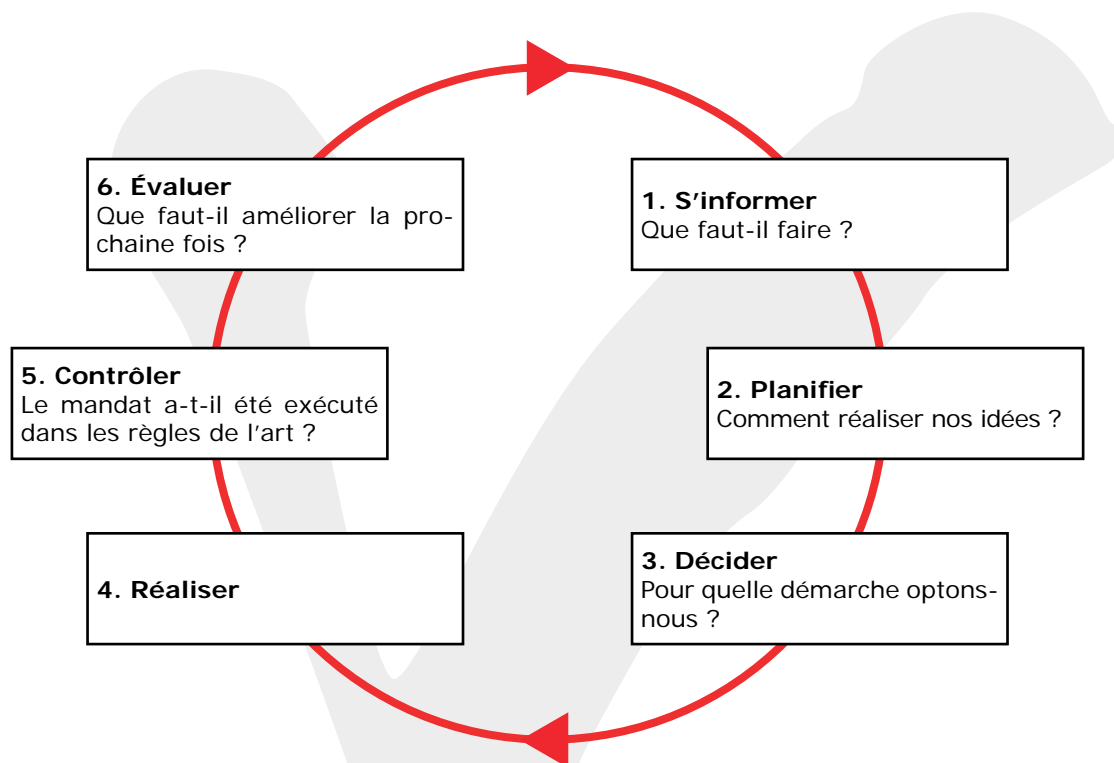 1. S'informer
Que faut-il faire ?
2. Planifier
Comment réaliser nos idées ?
3. Décider
Pour quelle démarche optons-
nous ?
4. Réaliser
5. Contrôler
Le mandat a-t-il été exécuté
dans les règles de l'art ?
6. Évaluer
Que faut-il améliorer la pro-
chaine fois ?